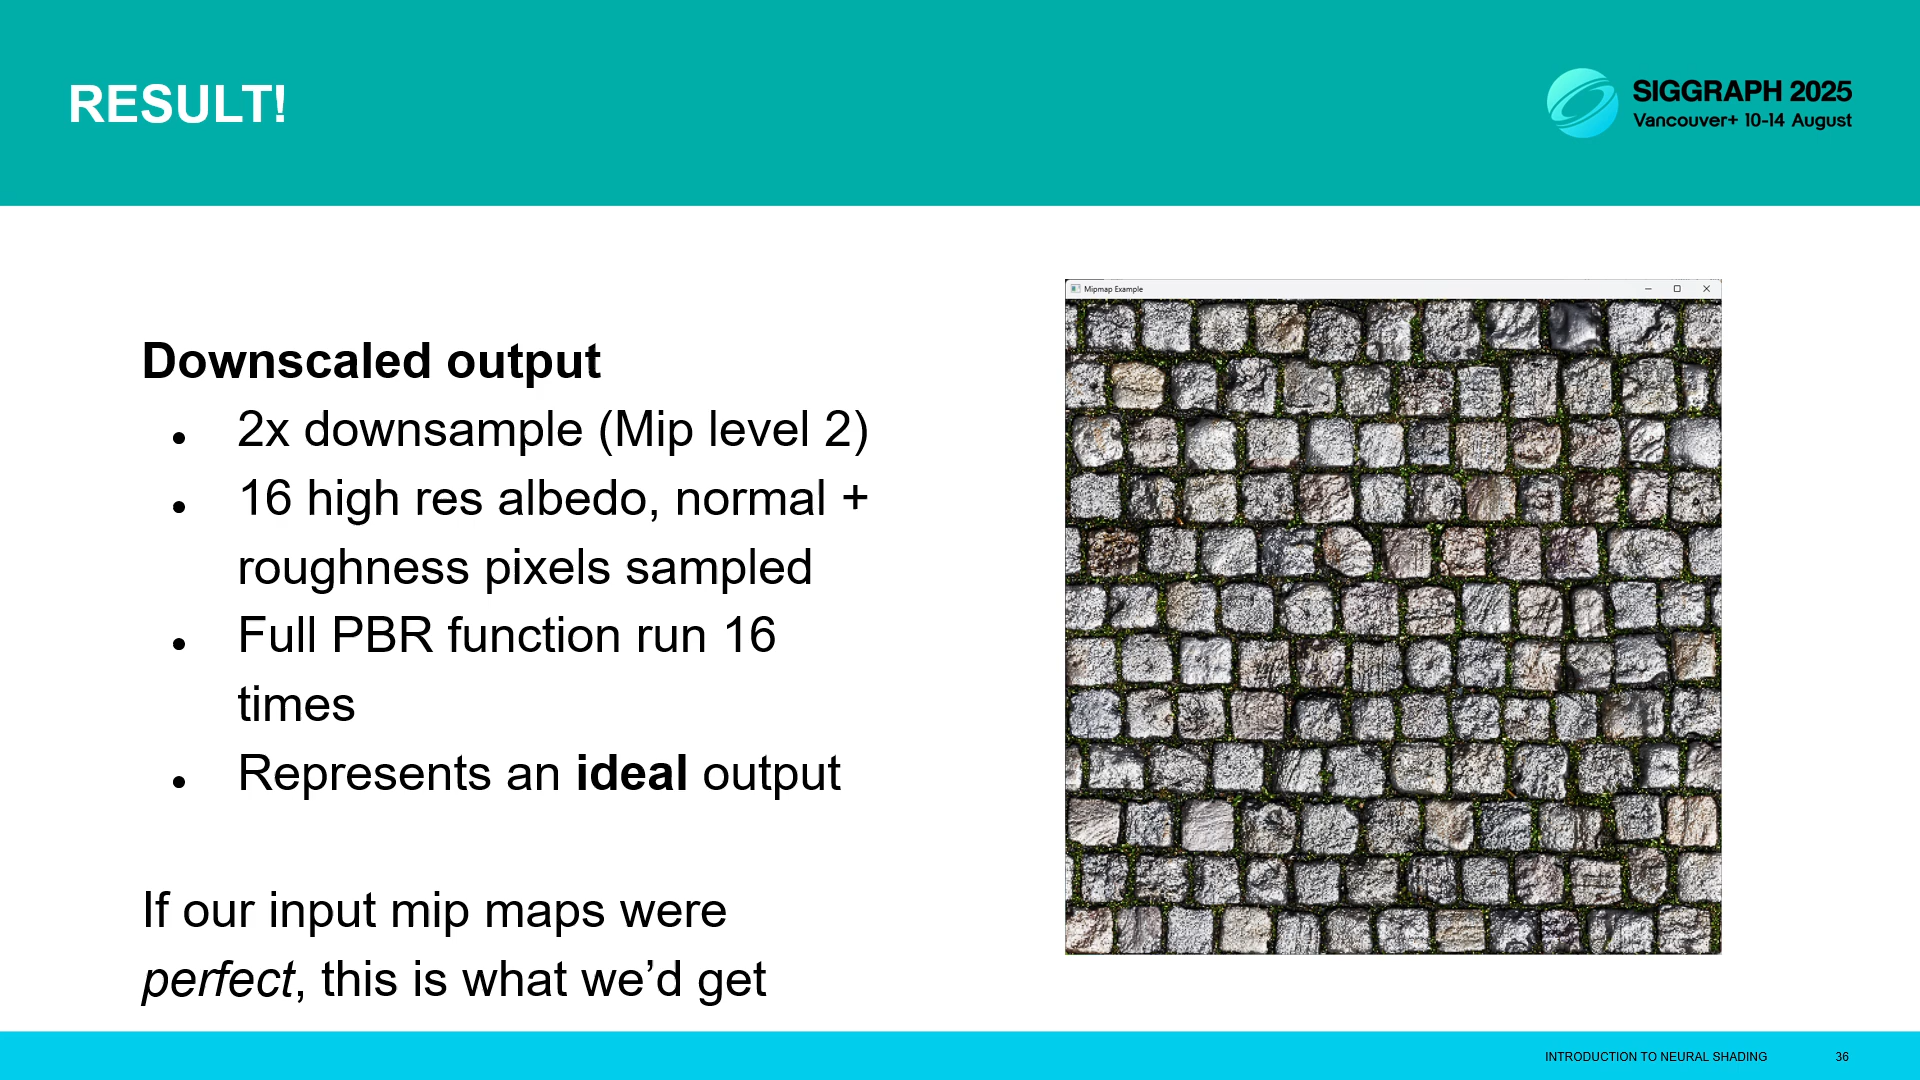 RESULT!
SIGGRAPH 2025
Vancouver+ 10-14 August
Mipmap Example
Downscaled output
● 2x downsample (Mip level 2)
● 16 high res albedo, normal +
roughness pixels sampled
● Full PBR function run 16
times
● Represents an ideal output
If our input mip maps were
perfect, this is what we’d get
INTRODUCTION TO NEURAL SHADING 36